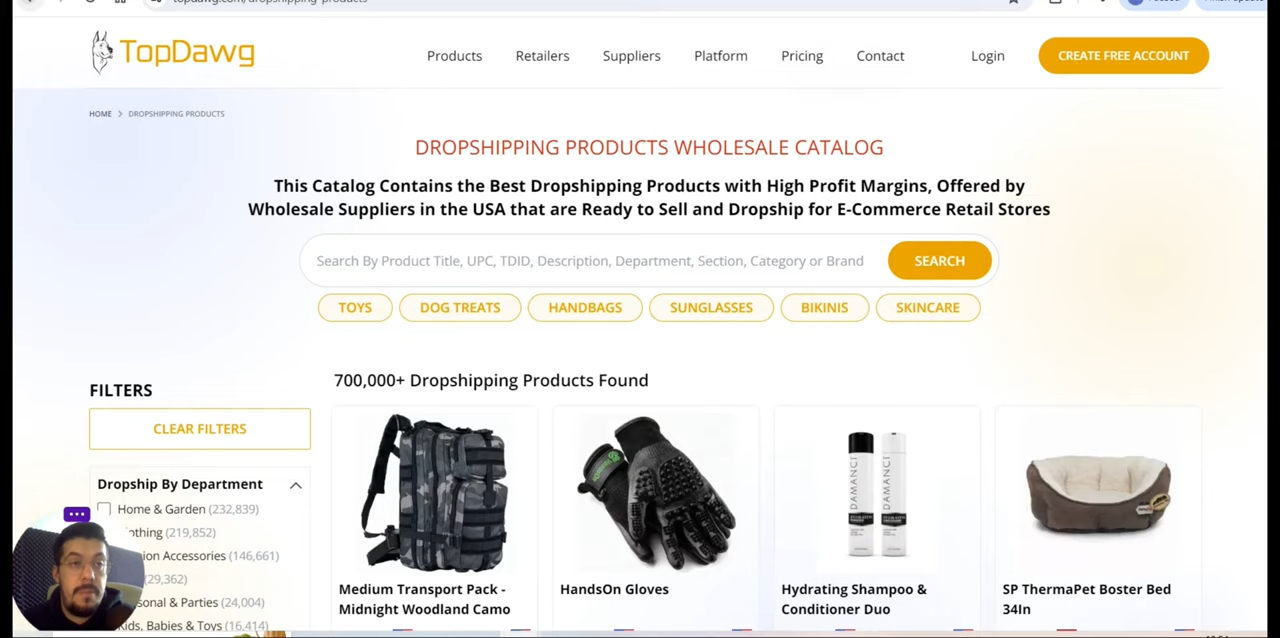 topdawg.com/dropshipping-products
TopDawg
Products
Retailers
Suppliers
Platform
Pricing
Contact
Login
CREATE FREE ACCOUNT
HOME > DROPSHIPPING PRODUCTS
DROPSHIPPING PRODUCTS WHOLESALE CATALOG
This Catalog Contains the Best Dropshipping Products with High Profit Margins, Offered by
Wholesale Suppliers in the USA that are Ready to Sell and Dropship for E-Commerce Retail Stores
Search By Product Title, UPC, TDID, Description, Department, Section, Category or Brand
SEARCH
TOYS
DOG TREATS
HANDBAGS
SUNGLASSES
BIKINIS
SKINCARE
FILTERS
CLEAR FILTERS
Dropship By Department
Home & Garden (232,839)
(219,852)
Accessories (146,661)
(29,362)
& Parties (24,004)
Kids, Babies & Toys (16,414)
700,000+ Dropshipping Products Found
DAMANCI
DAMANCI
Medium Transport Pack -
Midnight Woodland Camo
HandsOn Gloves
Hydrating Shampoo &
Conditioner Duo
SP ThermaPet Boster Bed
34In